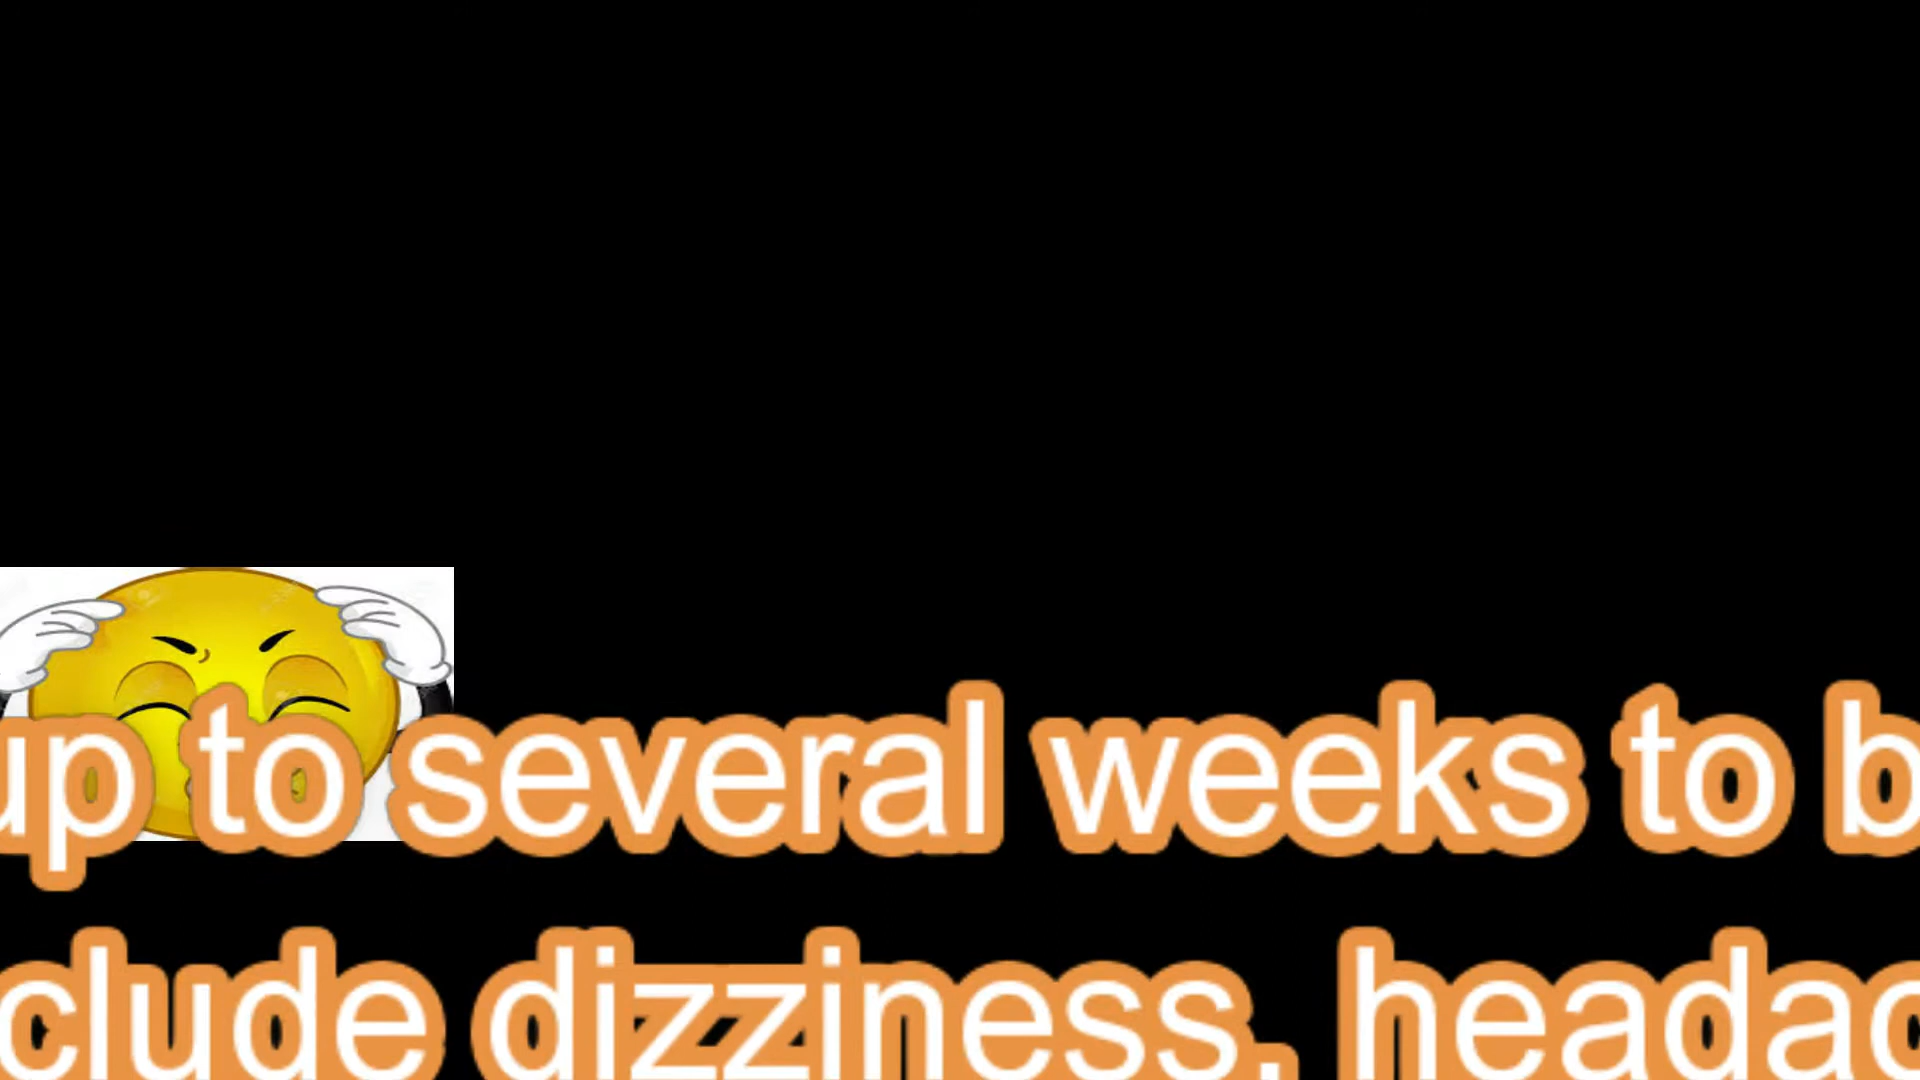 up to several weeks to b
clude dizziness, headac